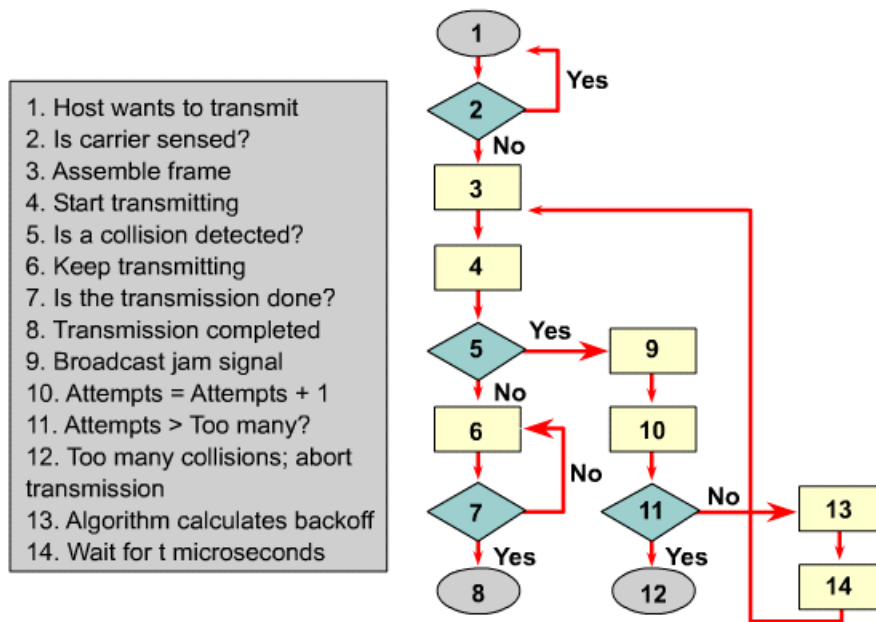 1. Host wants to transmit
2. Is carrier sensed?
3. Assemble frame
4. Start transmitting
5. Is a collision detected?
6. Keep transmitting
7. Is the transmission done?
8. Transmission completed
9. Broadcast jam signal
10. Attempts = Attempts + 1
11. Attempts > Too many?
12. Too many collisions; abort
transmission
13. Algorithm calculates backoff
14. Wait for t microseconds
1
Yes
2
No
3
4
Yes
5
9
No
6
10
No
No
7
11
13
Yes
Yes
8
12
14